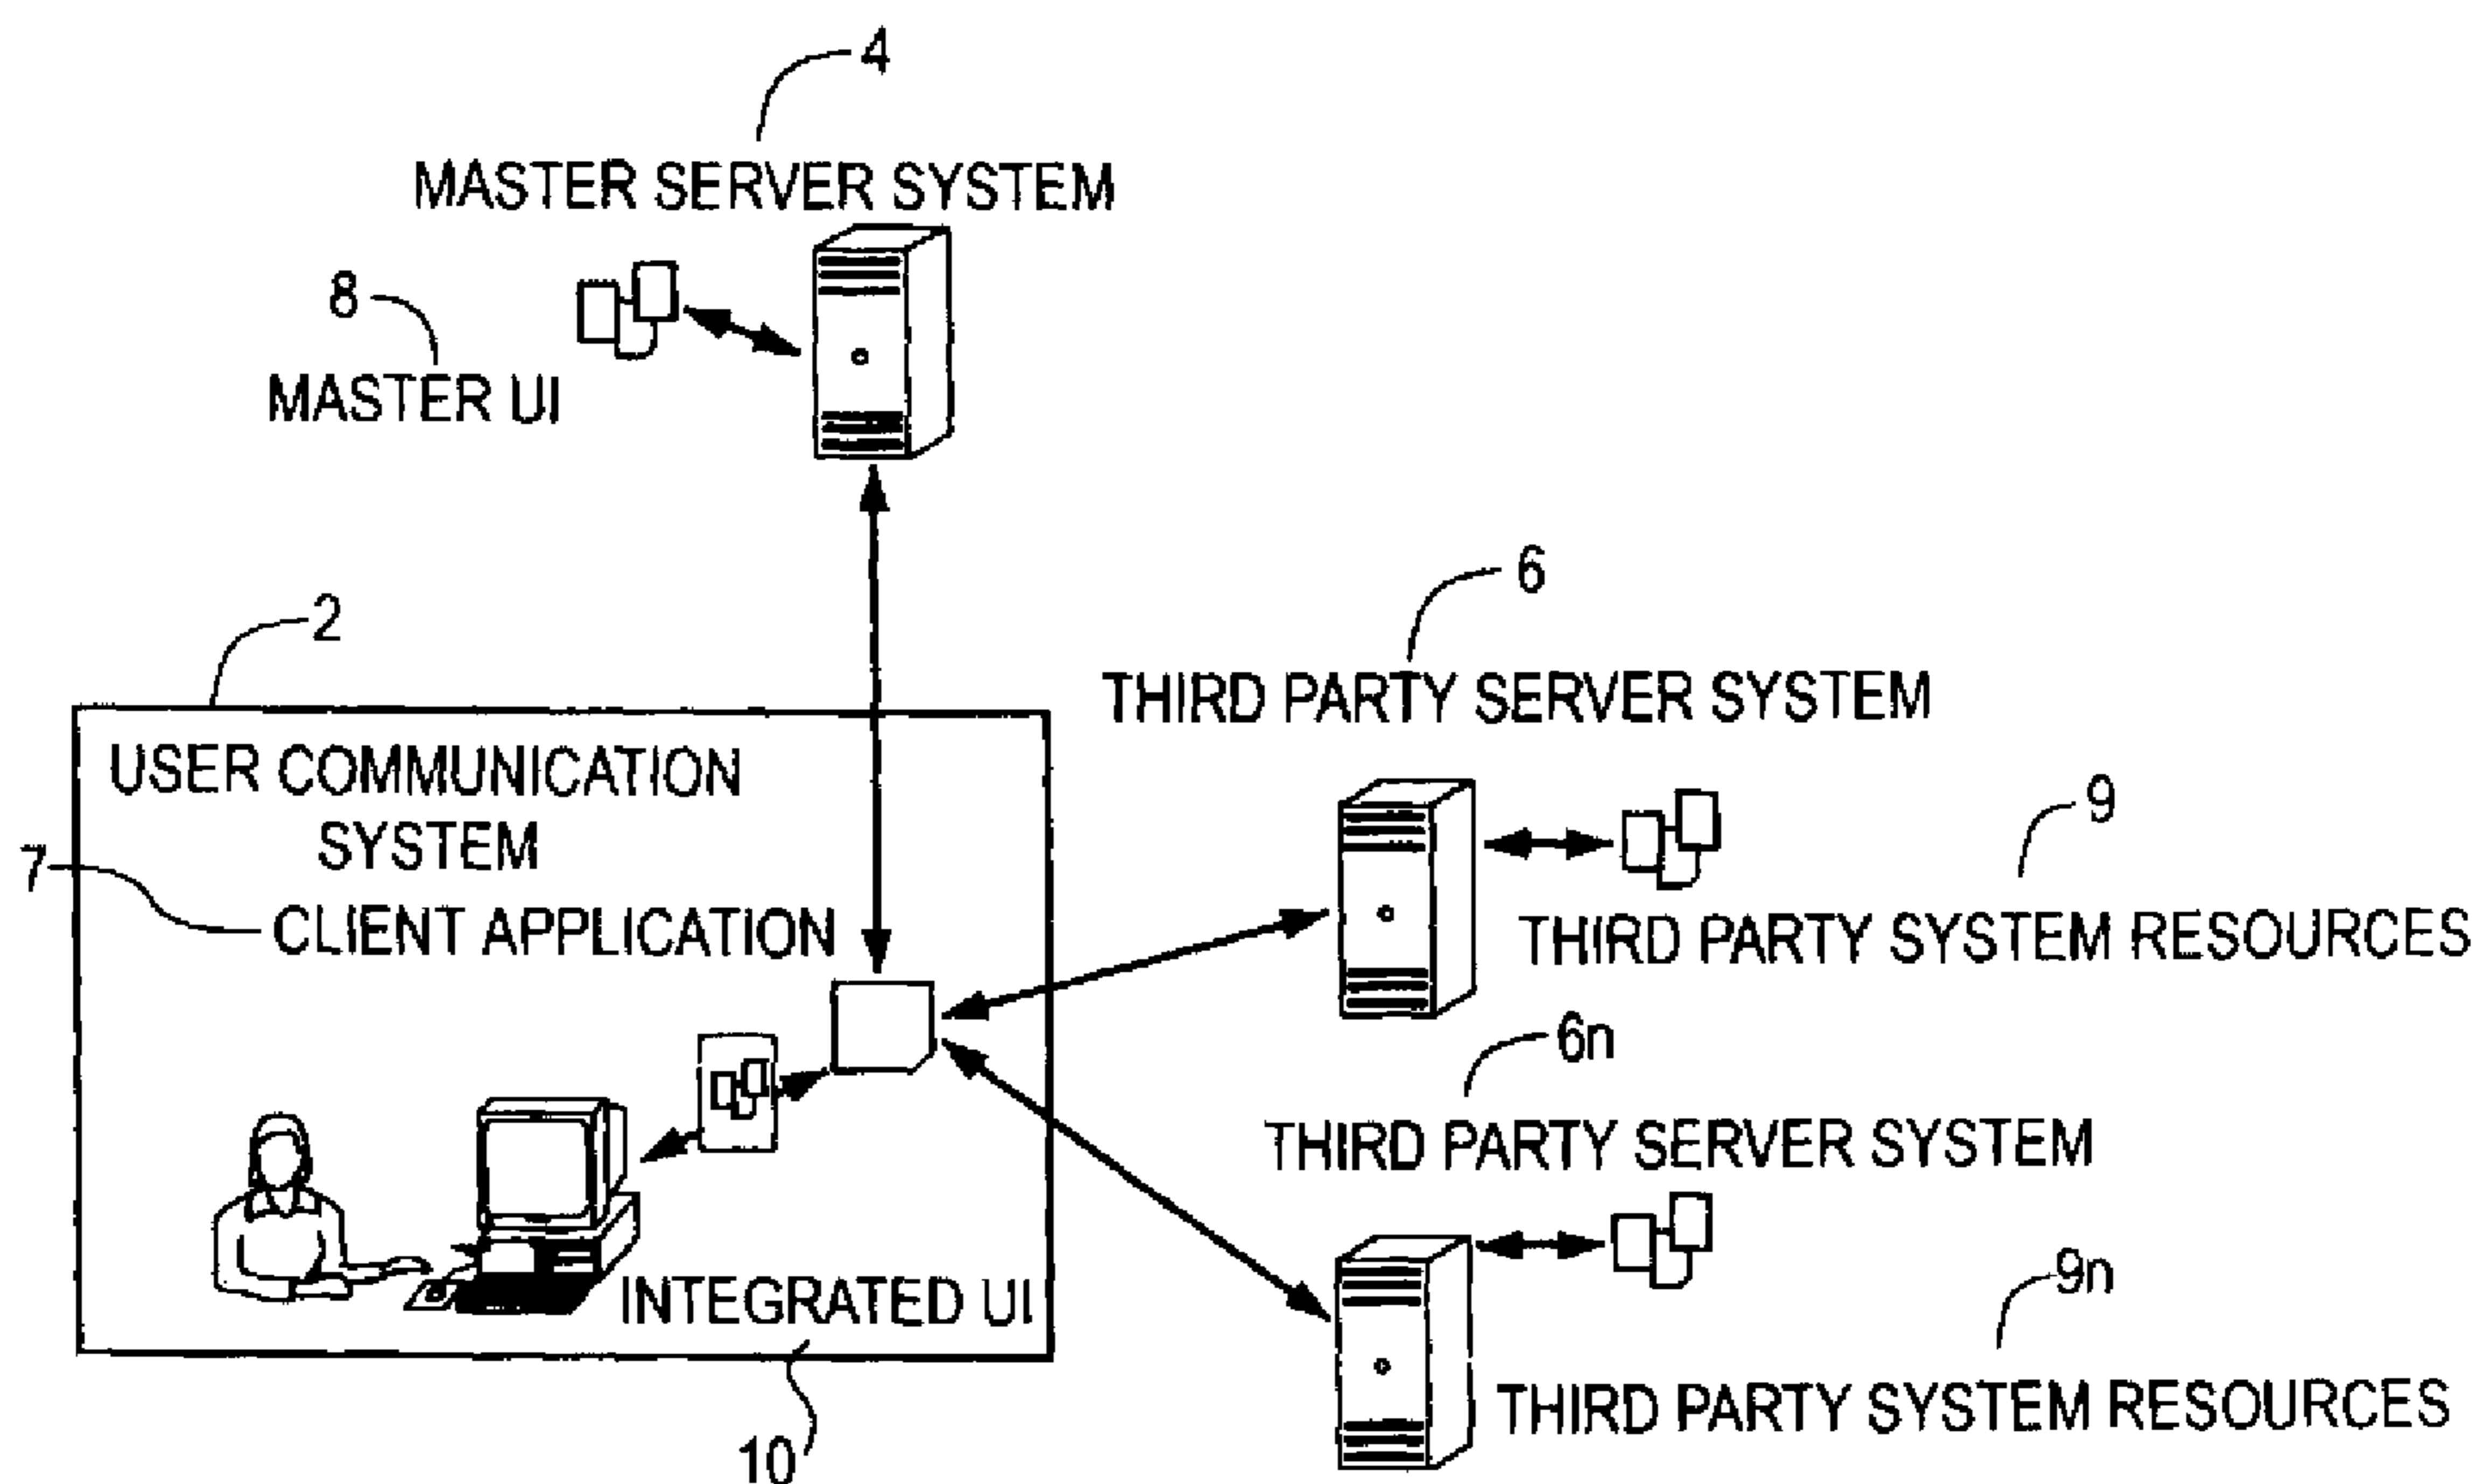 4
MASTER SERVER SYSTEM
8
MASTER UI
6
2
THIRD PARTY SERVER SYSTEM
USER COMMUNICATION
SYSTEM
9
7
CLIENT APPLICATION
THIRD PARTY SYSTEM RESOURCES
6n
THIRD PARTY SERVER SYSTEM
9n
INTEGRATED UI
THIRD PARTY SYSTEM RESOURCES
10